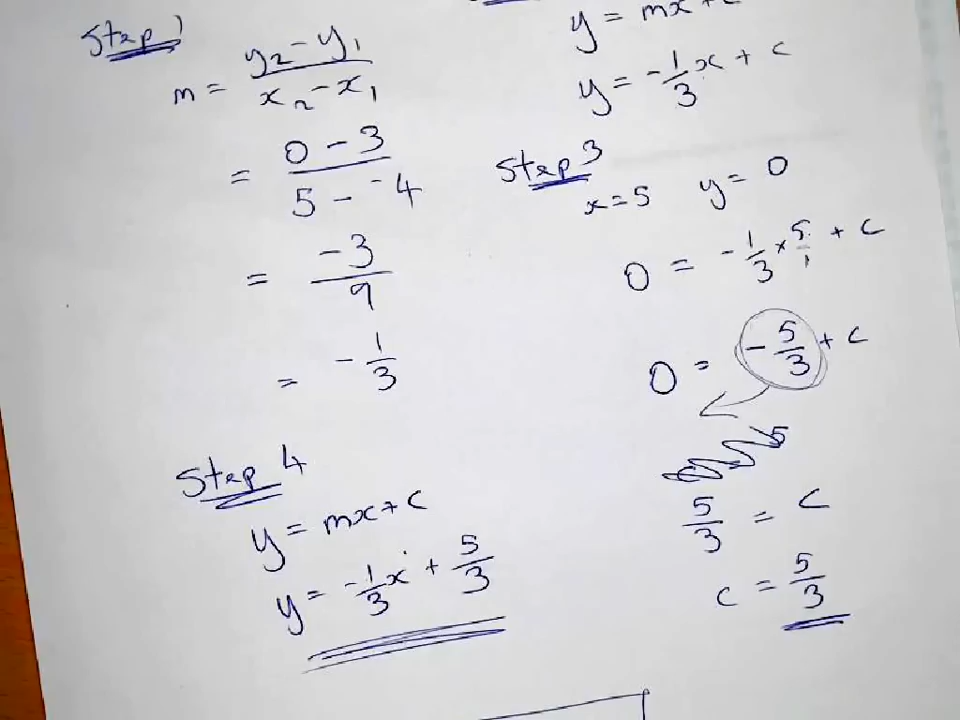 Step 1
m = y₂ - y₁ / x₂ - x₁
= 0 - 3 / 5 - ⁻4
= -3 / 9
= - 1/3
y = mx + c
y = -1/3 x + c
Step 3
x = 5 y = 0
0 = -1/3 × 5/1 + c
0 = -5/3 + c
5/3 = c
c = 5/3
Step 4
y = mx + c
y = -1/3 x + 5/3